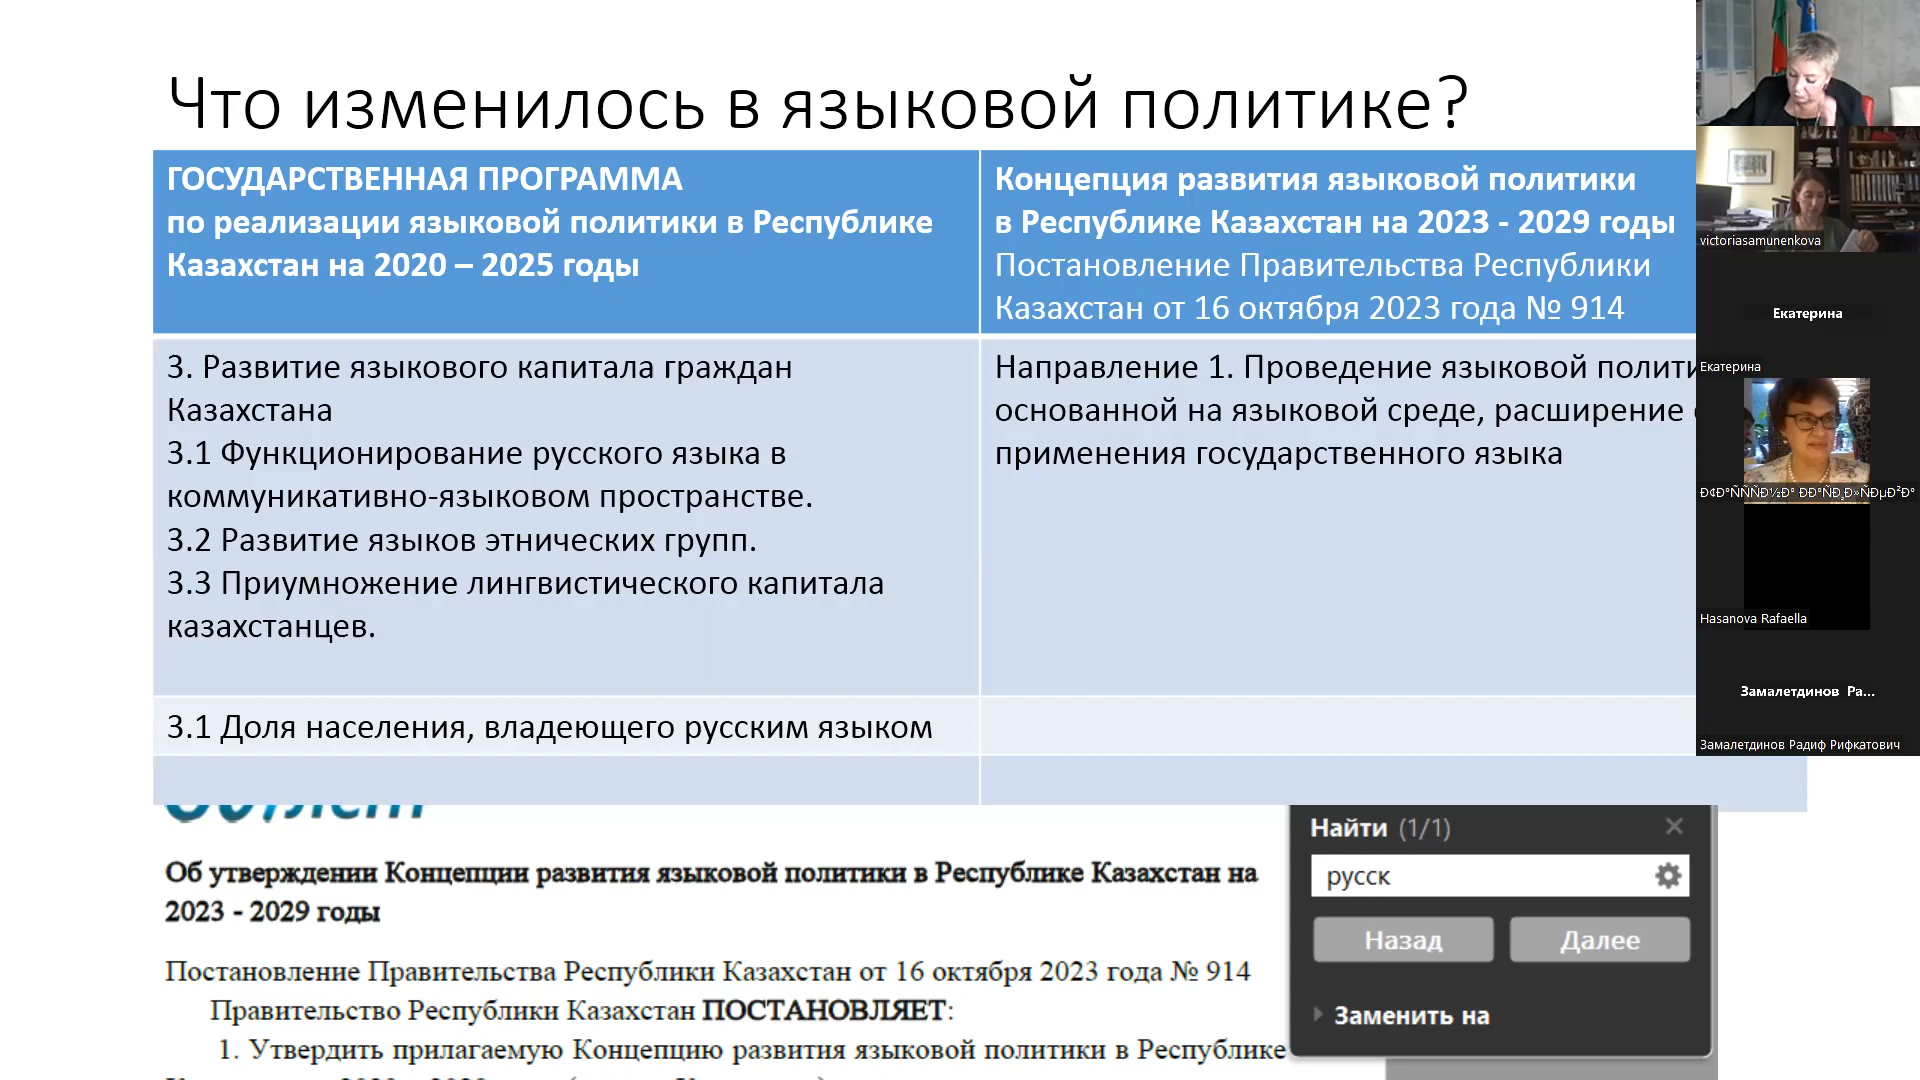 Что изменилось в языковой политике?
ГОСУДАРСТВЕННАЯ ПРОГРАММА
по реализации языковой политики в Республике
Казахстан на 2020 – 2025 годы
Концепция развития языковой политики
в Республике Казахстан на 2023 - 2029 годы
Постановление Правительства Республики
Казахстан от 16 октября 2023 года № 914
3. Развитие языкового капитала граждан
Казахстана
3.1 Функционирование русского языка в
коммуникативно-языковом пространстве.
3.2 Развитие языков этнических групп.
3.3 Приумножение лингвистического капитала
казахстанцев.
Направление 1. Проведение языковой полити
основанной на языковой среде, расширение
применения государственного языка
3.1 Доля населения, владеющего русским языком
Об утверждении Концепции развития языковой политики в Республике Казахстан на
2023 - 2029 годы
Постановление Правительства Республики Казахстан от 16 октября 2023 года № 914
Правительство Республики Казахстан ПОСТАНОВЛЯЕТ:
1. Утвердить прилагаемую Концепцию развития языковой политики в Республике
Найти (1/1)
русск
Назад Далее
Заменить на
victoriasamunenkova
Екатерина
Екатерина
Hasanova Rafaella
Замалетдинов Ра...
Замалетдинов Радиф Рифкатович